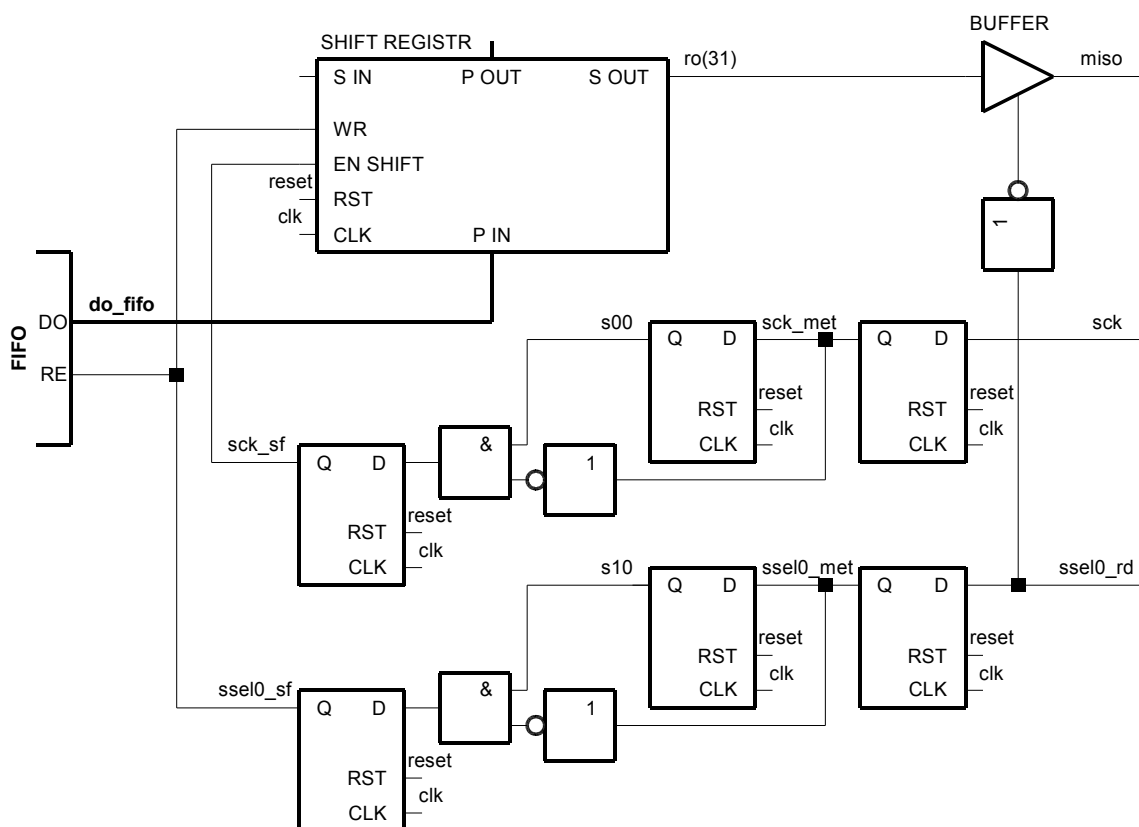 BUFFER
SHIFT REGISTR
ro(31)
miso
S IN
P OUT
S OUT
WR
EN SHIFT
reset
RST
clk
CLK
P IN
1
FIFO
DO
do_fifo
RE
s00
sck_met
sck
Q D
Q D
reset
reset
RST
RST
clk
clk
CLK
CLK
sck_sf
Q D
&
1
reset
RST
clk
CLK
s10
ssel0_met
ssel0_rd
Q D
Q D
reset
reset
RST
RST
clk
clk
CLK
CLK
ssel0_sf
Q D
&
1
reset
RST
clk
CLK